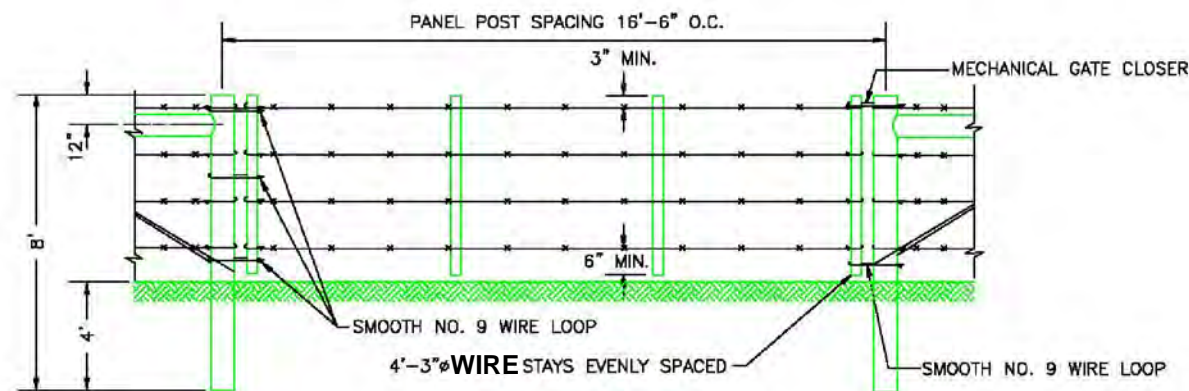 PANEL POST SPACING 16'-6" O.C.
3" MIN.
MECHANICAL GATE CLOSER
12"
8'
4'
6" MIN.
SMOOTH NO. 9 WIRE LOOP
4'-3"ø WIRE STAYS EVENLY SPACED
SMOOTH NO. 9 WIRE LOOP